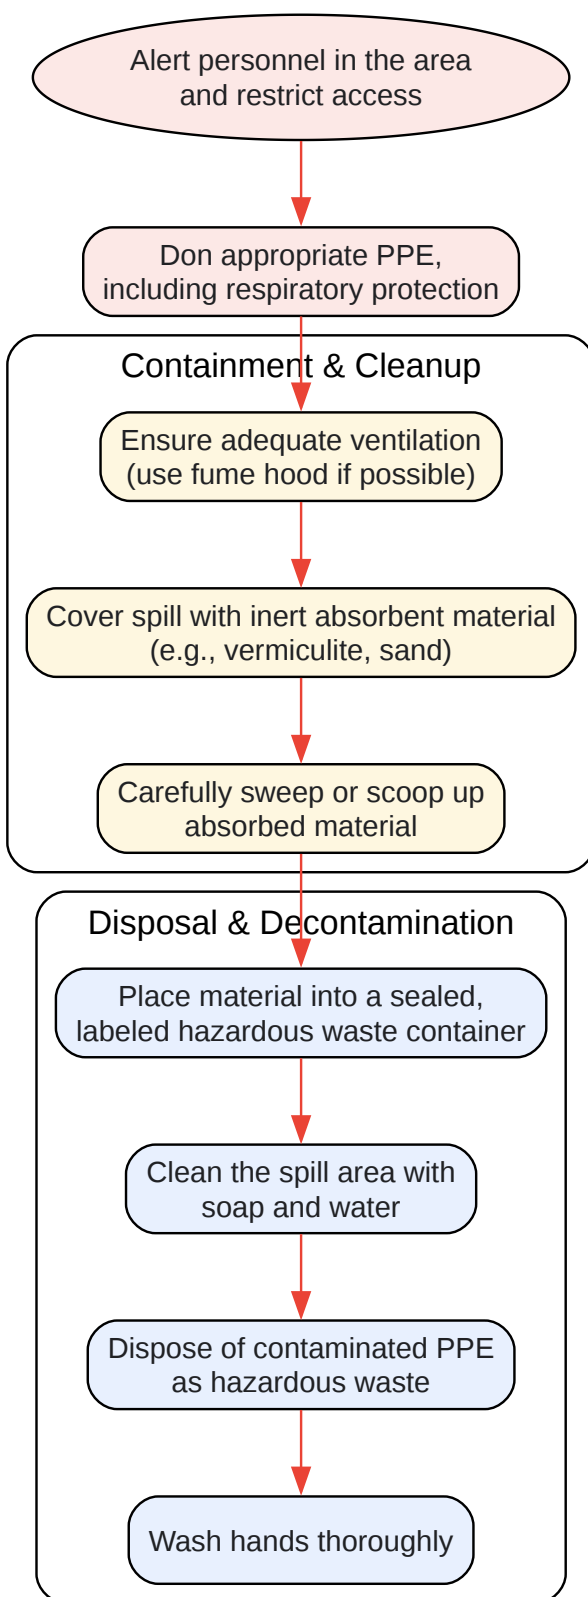 Alert personnel in the area
and restrict access
Don appropriate PPE,
including respiratory protection
Containment & Cleanup
Ensure adequate ventilation
(use fume hood if possible)
Cover spill with inert absorbent material
(e.g., vermiculite, sand)
Carefully sweep or scoop up
absorbed material
Disposal & Decontamination
Place material into a sealed,
labeled hazardous waste container
Clean the spill area with
soap and water
Dispose of contaminated PPE
as hazardous waste
Wash hands thoroughly